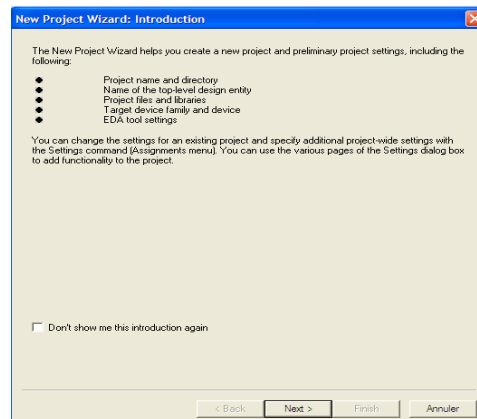 New Project Wizard: Introduction
The New Project Wizard helps you create a new project and preliminary project settings, including the
following:
● Project name and directory
● Name of the top-level design entity
● Project files and libraries
● Target device family and device
● EDA tool settings
You can change the settings for an existing project and specify additional project-wide settings with
the Settings command (Assignments menu). You can use the various pages of the Settings dialog box
to add functionality to the project.
Don't show me this introduction again
< Back Next > Finish Annuler